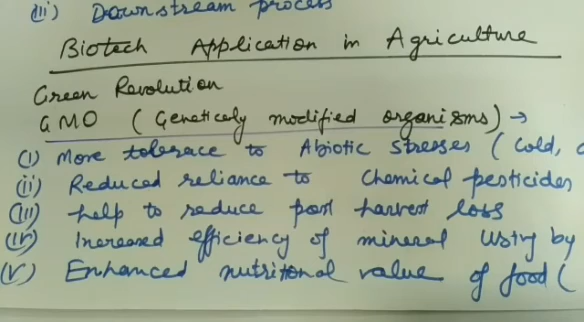 (iii) Downstream process
Biotech Application in Agriculture
Green Revolution
GMO ( Geneticaly modified organisms) →
(i) More tolerace to Abiotic stresses ( Cold,
(ii) Reduced reliance to chemical pesticides
(iii) help to reduce post harvest loss
(iv) Increased efficiency of mineral using by
(v) Enhanced nutritional value of food (